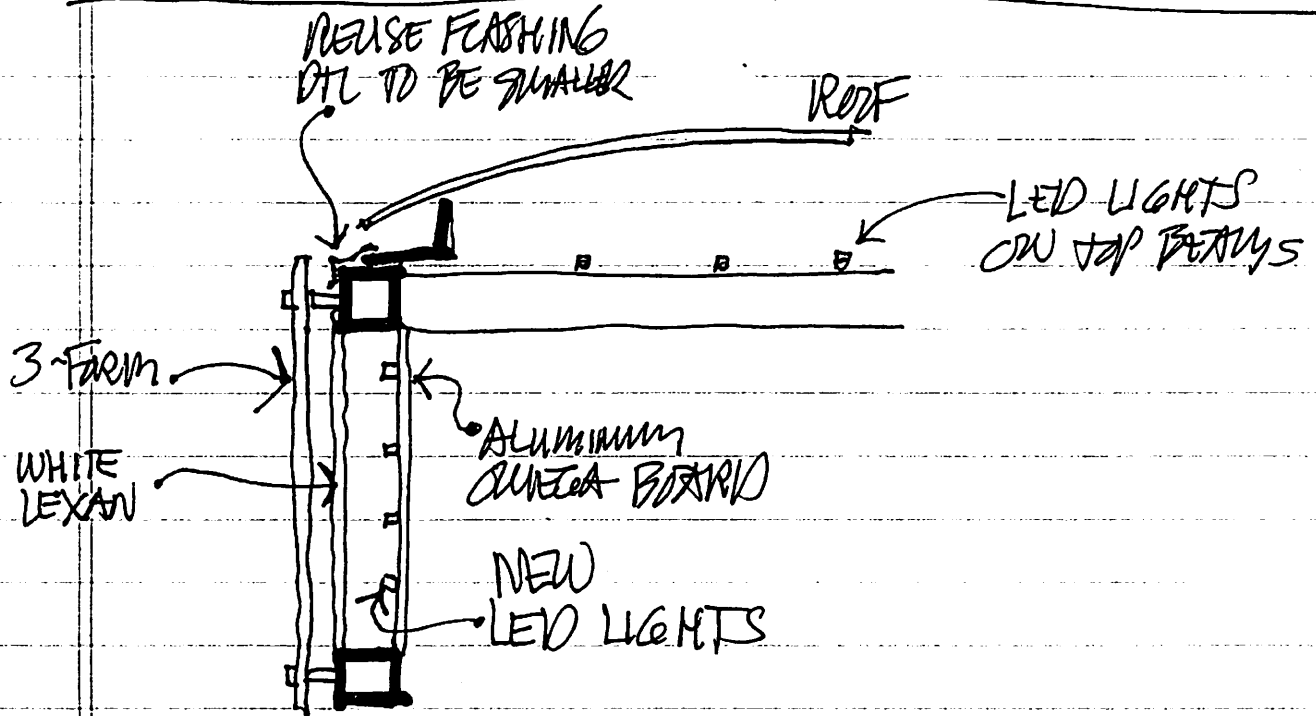 REUSE FLASHING
DTL TO BE SMALLER
ROOF
LED LIGHTS
ON TOP BEAMS
3-FORM
WHITE
LEXAN
ALUMINUM
OMEGA BOARD
NEW
LED LIGHTS